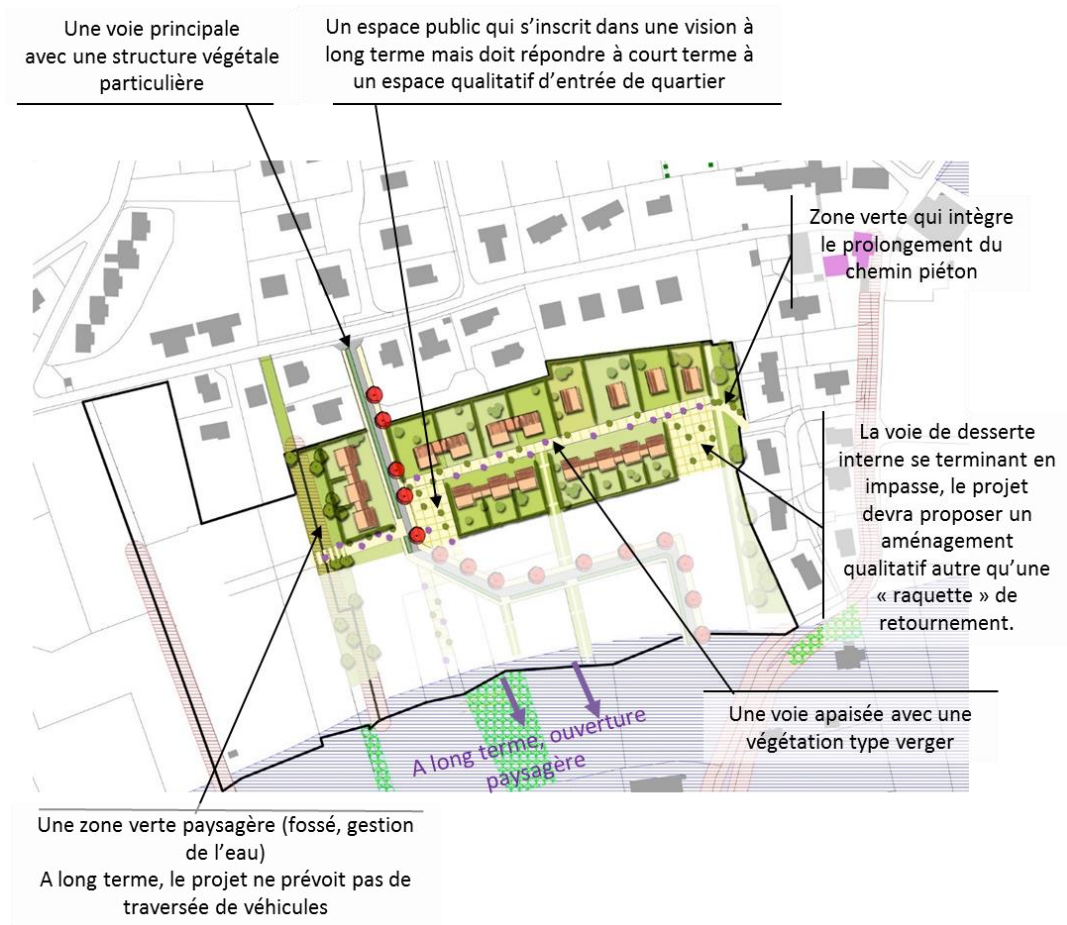 Une voie principale
avec une structure végétale
particulière
Un espace public qui s’inscrit dans une vision à
long terme mais doit répondre à court terme à
un espace qualitatif d’entrée de quartier
Zone verte qui intègre
le prolongement du
chemin piéton
La voie de desserte
interne se terminant en
impasse, le projet
devra proposer un
aménagement
qualitatif autre qu’une
« raquette » de
retournement.
Une voie apaisée avec une
végétation type verger
A long terme, ouverture
paysagère
Une zone verte paysagère (fossé, gestion
de l’eau)
A long terme, le projet ne prévoit pas de
traversée de véhicules